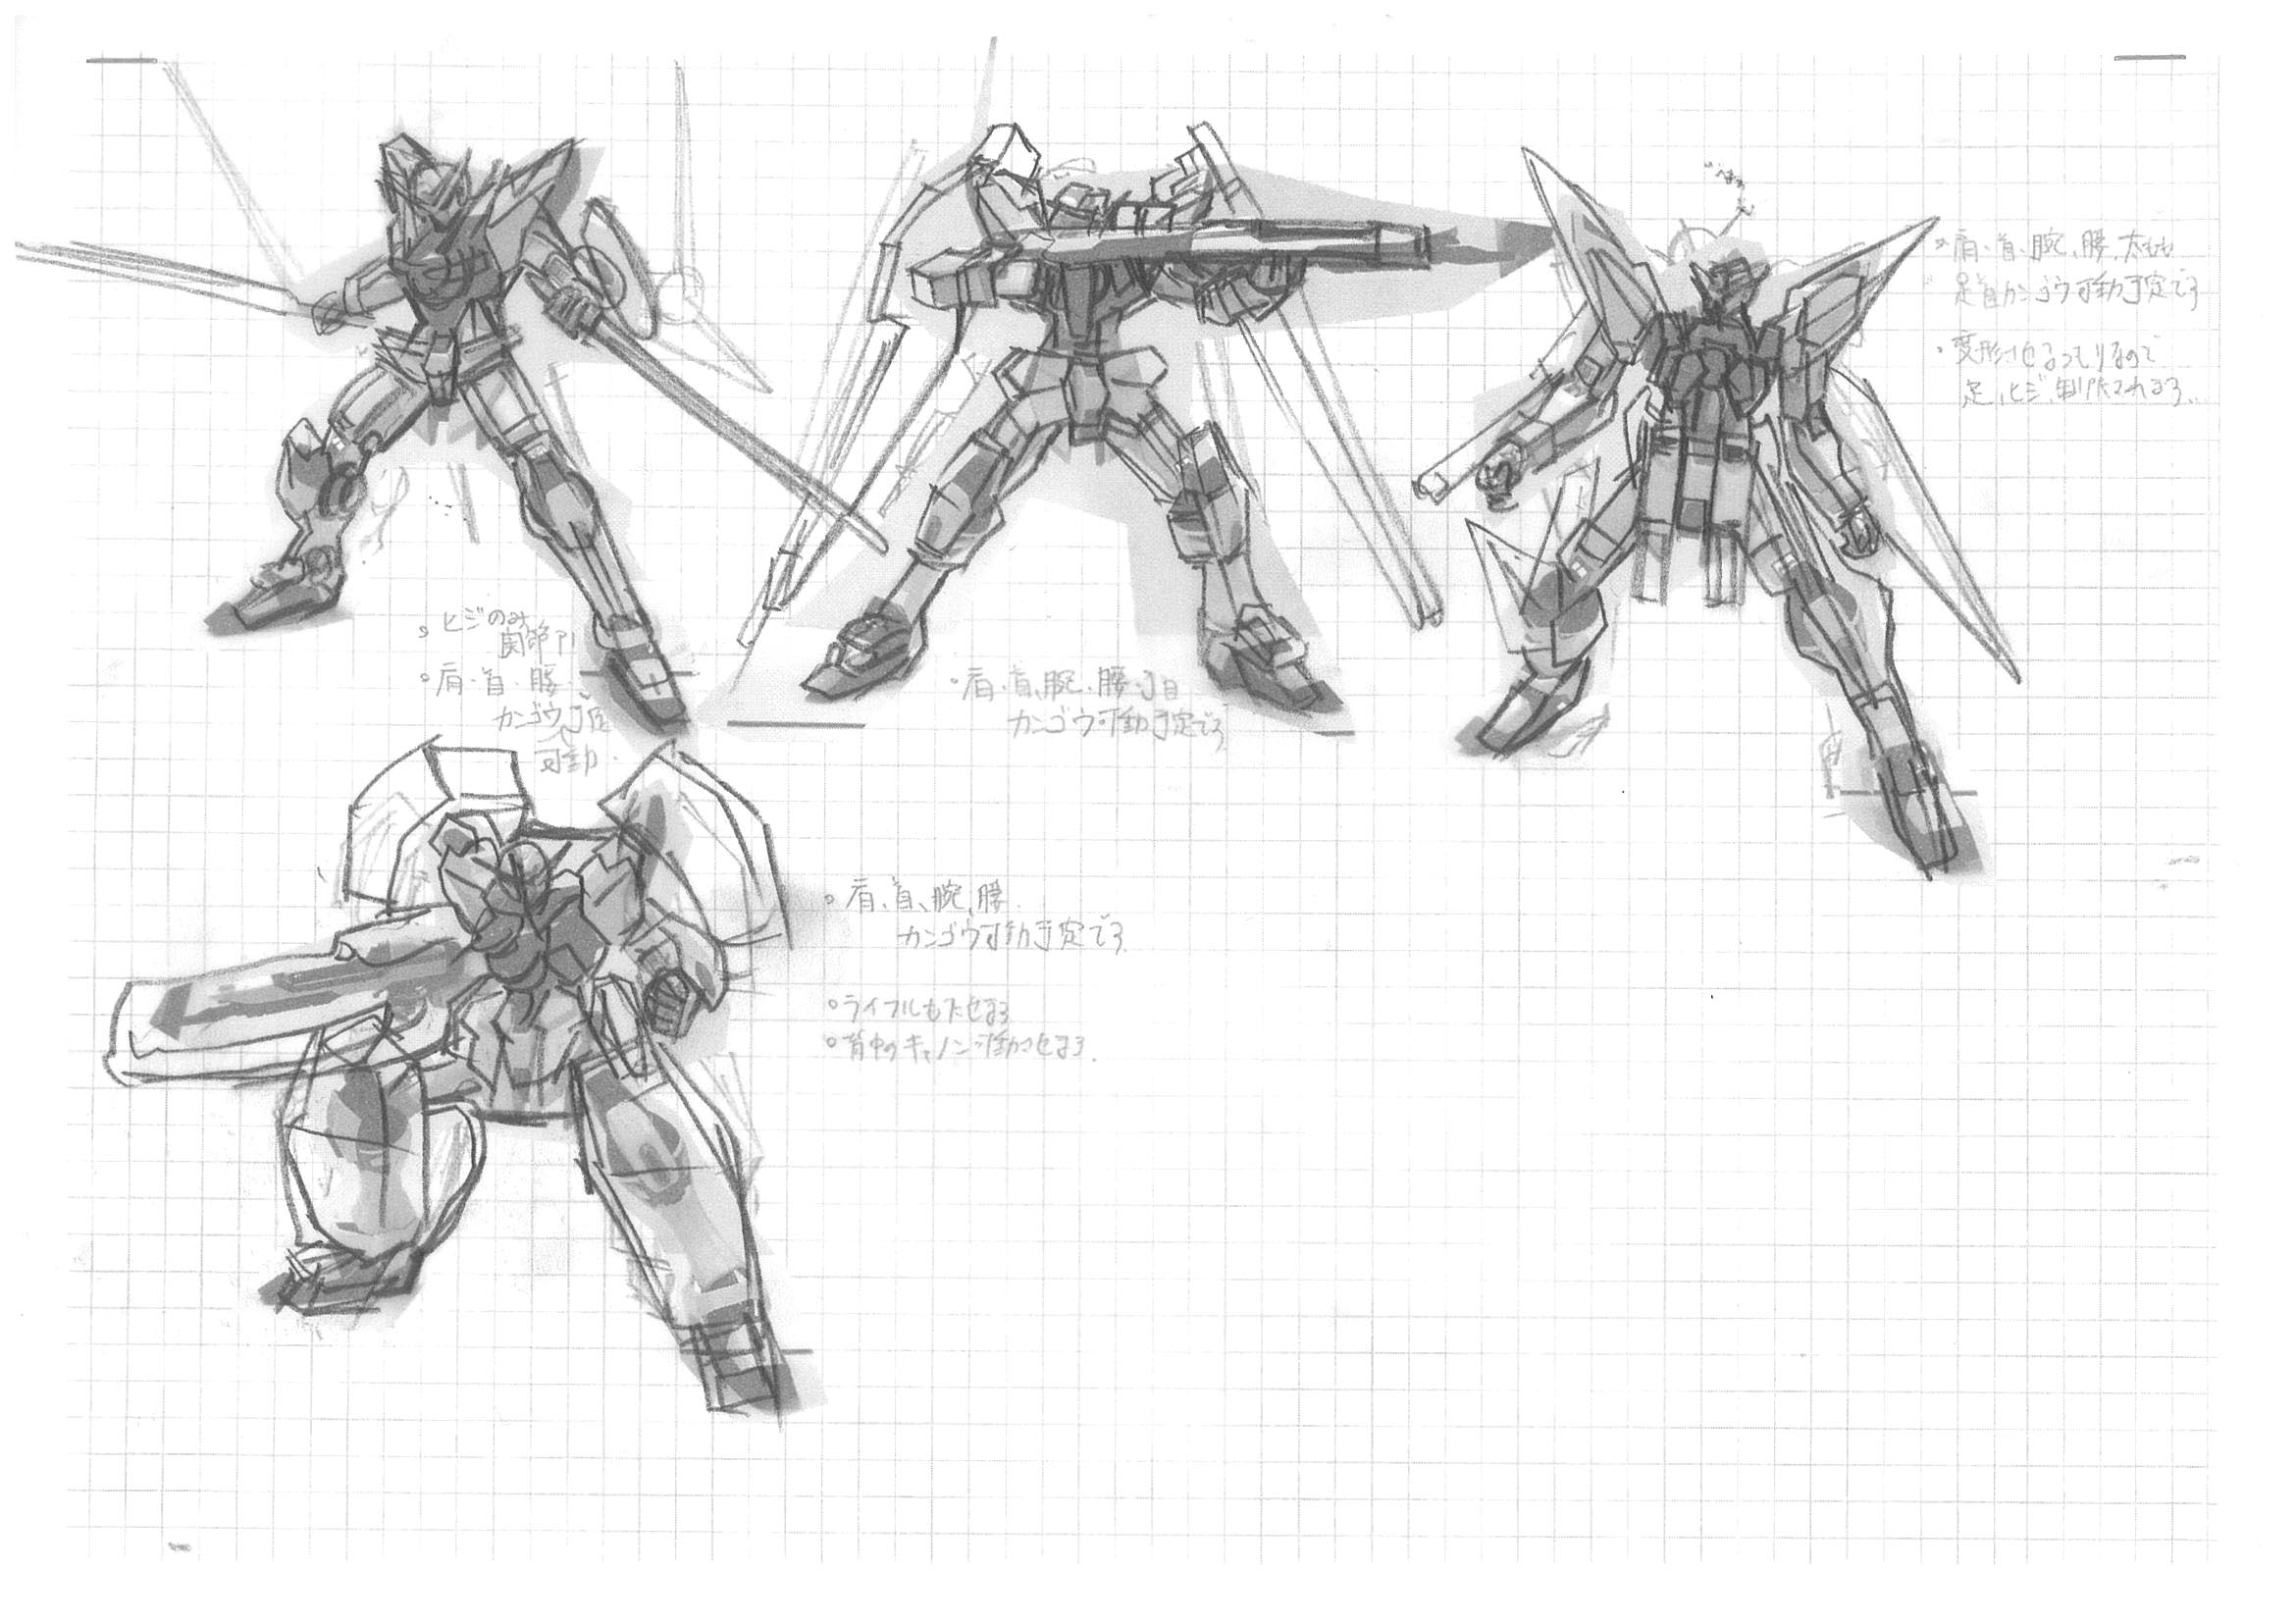 ◦ ヒジのみ
関節アリ
◦ 肩・首・腰
カンゴウ予定
可動.
◦ 肩、首、腕、腰
カンゴウ可動予定です
◦ 肩・首、腕、腰、太もも
足首カンゴウ可動予定です
◦ 変形させるつもりなので
足、ヒジ、制限されます..
◦ 肩、首、腕、腰.
カンゴウ可動予定です.
◦ ライフルもたせます
◦ 背中のキャノン可動させます.